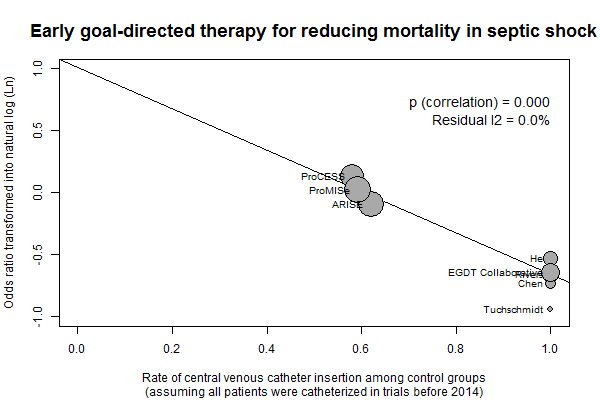 Early goal-directed therapy for reducing mortality in septic shock
p (correlation) = 0.000
Residual I2 = 0.0%
Odds ratio transformed into natural log (Ln)
1.0
0.5
0.0
-0.5
-1.0
ProCESS
ProMISe
ARISE
He
EGDT Collaborative
Rivers
Chen
Tuchschmidt
0.0 0.2 0.4 0.6 0.8 1.0
Rate of central venous catheter insertion among control groups
(assuming all patients were catheterized in trials before 2014)